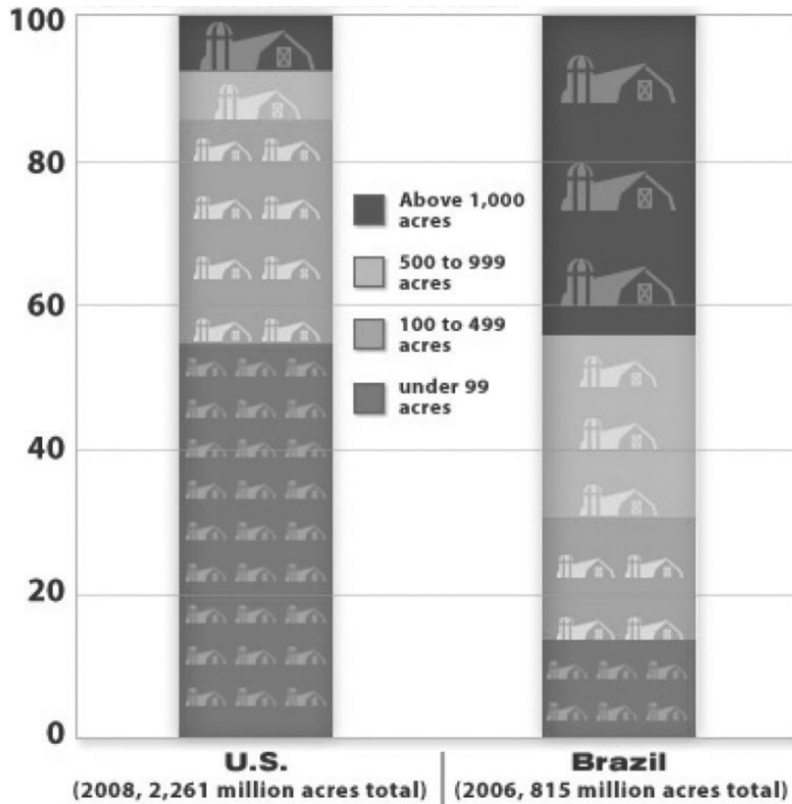 100
80
60
40
20
0
Above 1,000
acres
500 to 999
acres
100 to 499
acres
under 99
acres
U.S.
(2008, 2,261 million acres total)
Brazil
(2006, 815 million acres total)